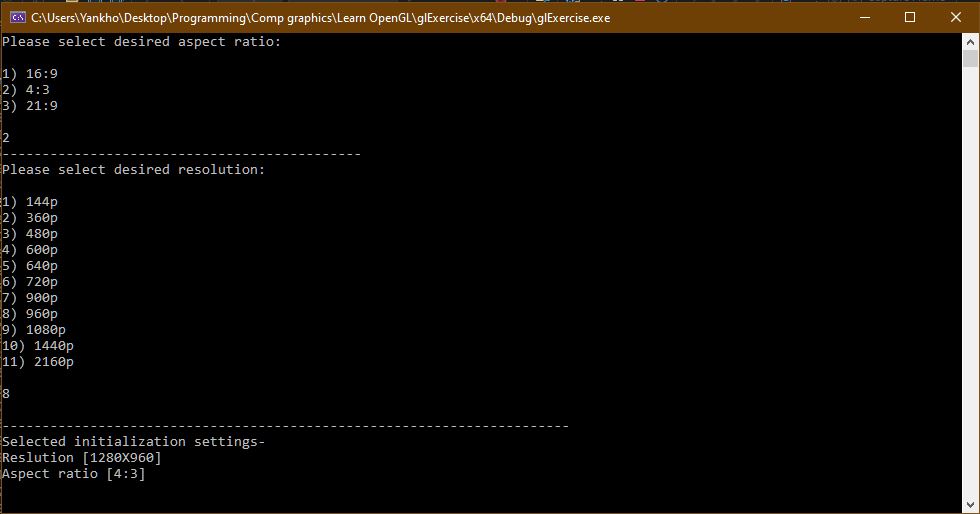 C:\Users\Yankho\Desktop\Programming\Comp graphics\Learn OpenGL\glExercise\x64\Debug\glExercise.exe
Please select desired aspect ratio:
1) 16:9
2) 4:3
3) 21:9
2
---------------------------------------------
Please select desired resolution:
1) 144p
2) 360p
3) 480p
4) 600p
5) 640p
6) 720p
7) 900p
8) 960p
9) 1080p
10) 1440p
11) 2160p
8
-----------------------------------------------------------------------
Selected initialization settings-
Reslution [1280X960]
Aspect ratio [4:3]